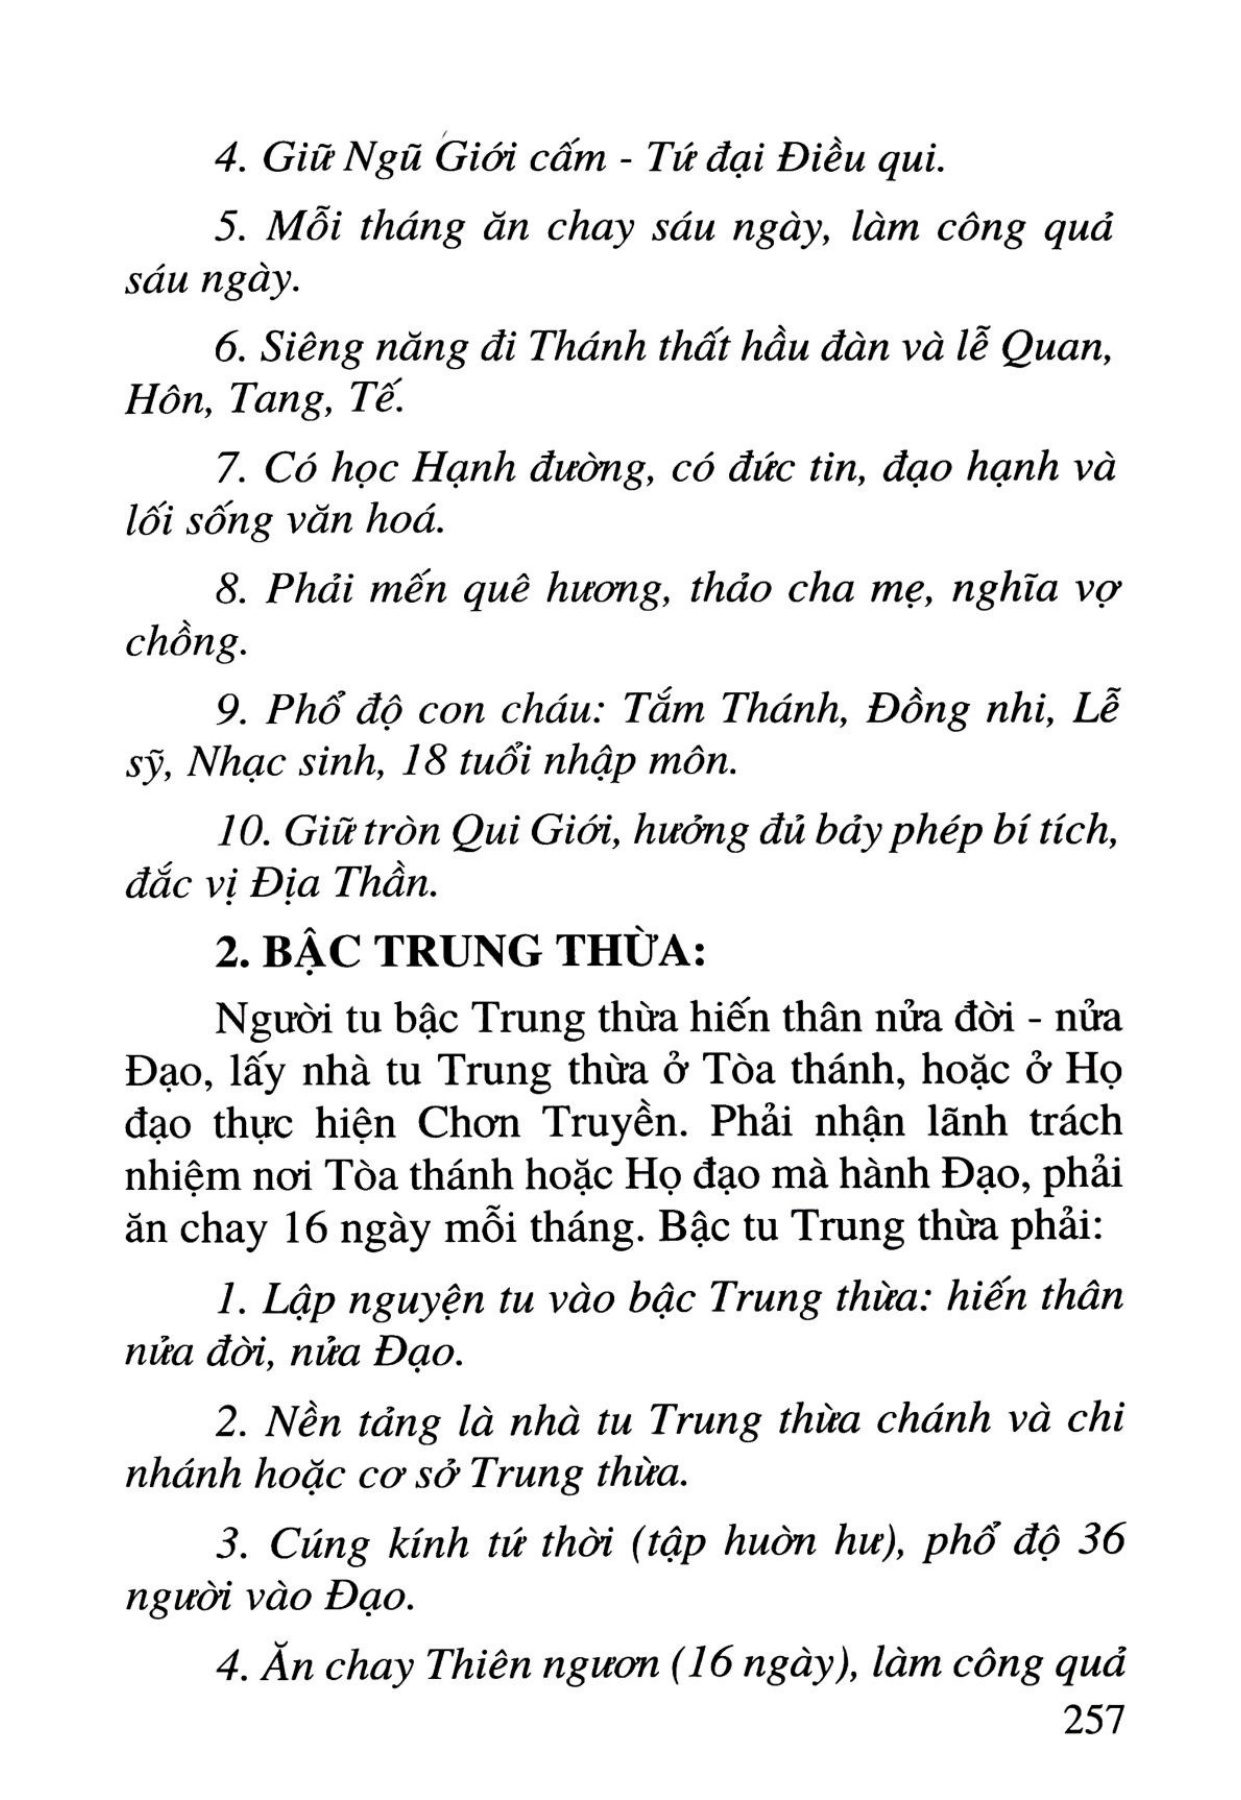 4. Giữ Ngũ Giới cấm - Tứ đại Điều qui.
5. Mỗi tháng ăn chay sáu ngày, làm công quả
sáu ngày.
6. Siêng năng đi Thánh thất hầu đàn và lễ Quan,
Hôn, Tang, Tế.
7. Có học Hạnh đường, có đức tin, đạo hạnh và
lối sống văn hoá.
8. Phải mến quê hương, thảo cha mẹ, nghĩa vợ
chồng.
9. Phổ độ con cháu: Tắm Thánh, Đồng nhi, Lễ
sỹ, Nhạc sinh, 18 tuổi nhập môn.
10. Giữ tròn Qui Giới, hưởng đủ bảy phép bí tích,
đắc vị Địa Thần.
2. BẬC TRUNG THỪA:
Người tu bậc Trung thừa hiến thân nửa đời - nửa
Đạo, lấy nhà tu Trung thừa ở Tòa thánh, hoặc ở Họ
đạo thực hiện Chơn Truyền. Phải nhận lãnh trách
nhiệm nơi Tòa thánh hoặc Họ đạo mà hành Đạo, phải
ăn chay 16 ngày mỗi tháng. Bậc tu Trung thừa phải:
1. Lập nguyện tu vào bậc Trung thừa: hiến thân
nửa đời, nửa Đạo.
2. Nền tảng là nhà tu Trung thừa chánh và chi
nhánh hoặc cơ sở Trung thừa.
3. Cúng kính tứ thời (tập huờn hư), phổ độ 36
người vào Đạo.
4. Ăn chay Thiên ngươn (16 ngày), làm công quả
257